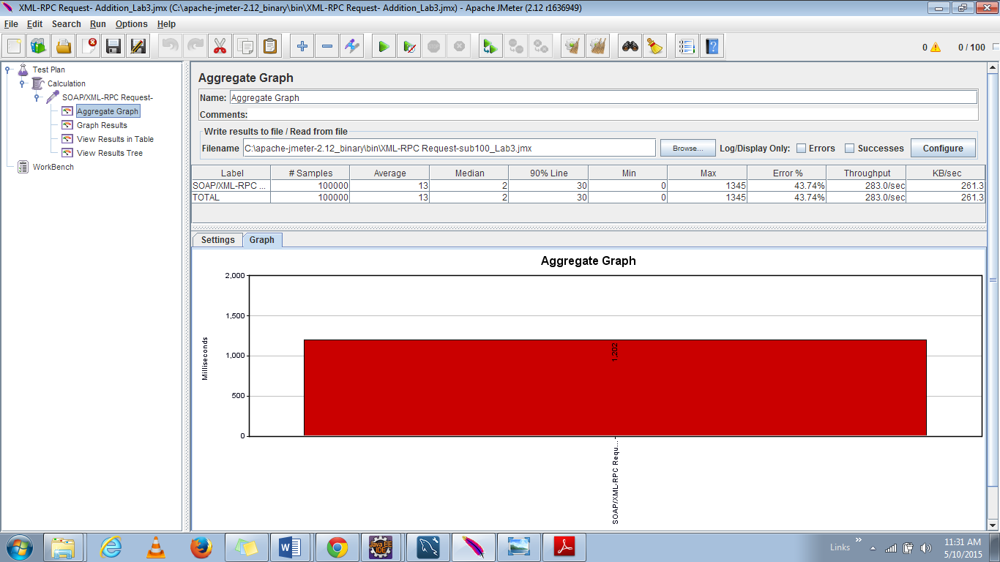 XML-RPC Request- Addition_Lab3.jmx (C:\apache-jmeter-2.12_binary\bin\XML-RPC Request- Addition_Lab3.jmx) - Apache JMeter (2.12 r1636949)
File Edit Search Run Options Help
0 0 / 100
Test Plan
Calculation
SOAP/XML-RPC Request-
Aggregate Graph
Graph Results
View Results in Table
View Results Tree
WorkBench
Aggregate Graph
Name: Aggregate Graph
Comments:
Write results to file / Read from file
Filename C:\apache-jmeter-2.12_binary\bin\XML-RPC Request-sub100_Lab3.jmx Browse... Log/Display Only: Errors Successes Configure
Label # Samples Average Median 90% Line Min Max Error % Throughput KB/sec
SOAP/XML-RPC ... 100000 13 2 30 0 1345 43.74% 283.0/sec 261.3
TOTAL 100000 13 2 30 0 1345 43.74% 283.0/sec 261.3
Settings Graph
Aggregate Graph
2,000
1,500
1,000
500
0
Milliseconds
1,202
SOAP/XML-RPC Requ...
Java EE
IDE
Links
11:31 AM
5/10/2015